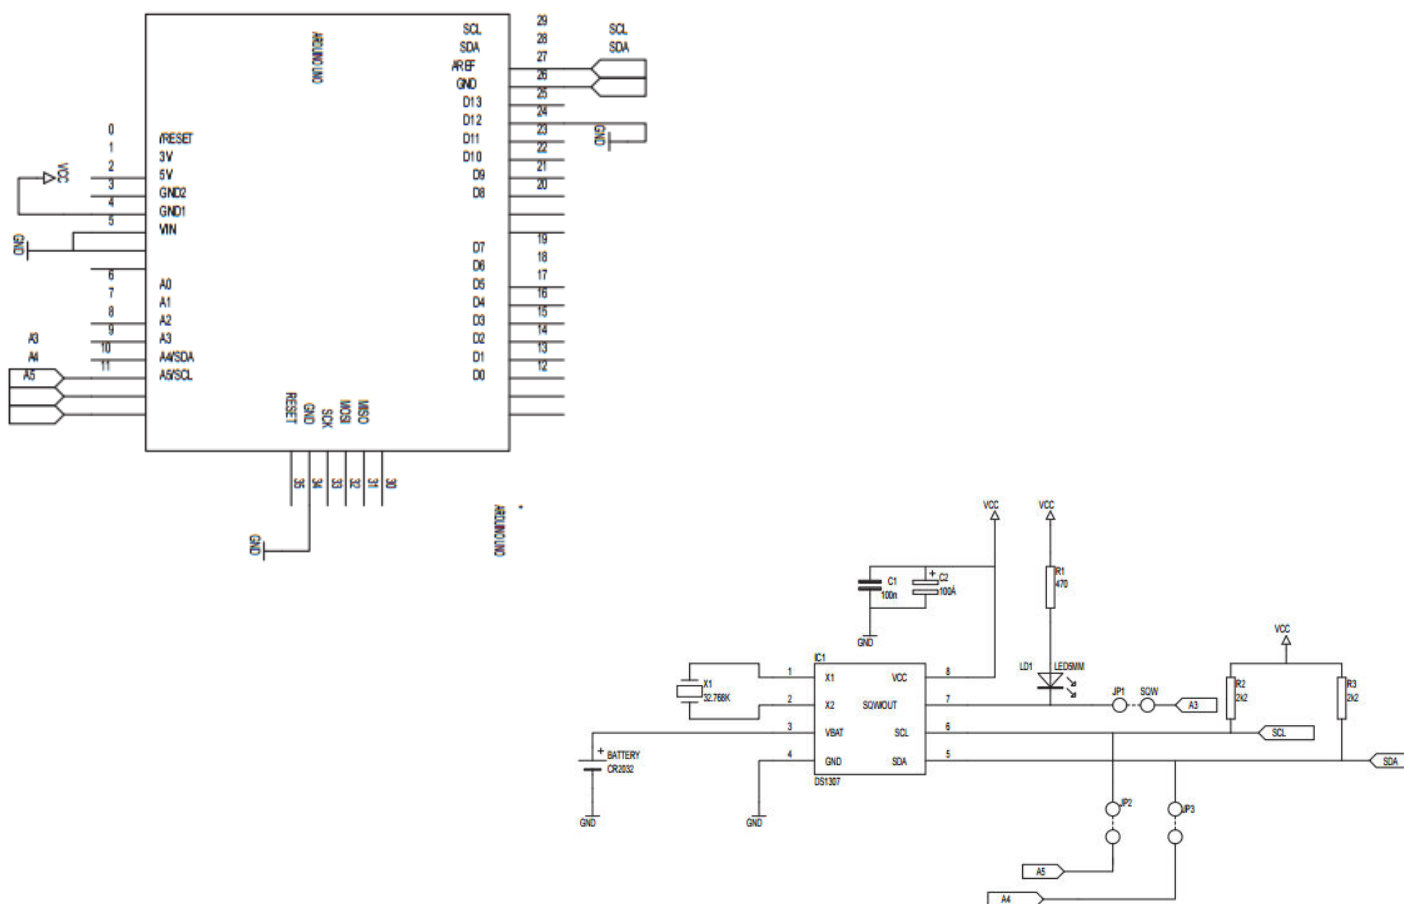 29
SCL SCL
28
SDA SDA
27
AREF
26
GND
25
D13
24
D12
23
D11
22
D10
21
D9
20
D8
19
D7
18
D6
17
D5
16
D4
15
D3
14
D2
13
D1
12
D0
ARDUINO UNO
0
/RESET
1
3V
2
5V
3
GND2
4
GND1
5
VIN
6
A0
7
A1
8
A2
9
A3
10
A4/SDA
11
A5/SCL
VCC
GND
A3
A4
A5
GND
RESET
GND
SCK
MOSI
MISO
35
34
33
32
31
30
GND
ARDUINO UNO
*
VCC
VCC
C1
100n
+ C2
100Â
GND
R1
470
VCC
LD1 LED5MM
R2
2k2
R3
2k2
IC1
1 X1 VCC 8
2 X2 SQW/OUT 7
3 VBAT SCL 6
4 GND SDA 5
DS1307
X1
32.768K
+ BATTERY
CR2032
GND
GND
JP1 SQW
A3
SCL
SDA
JP2
JP3
A5
A4